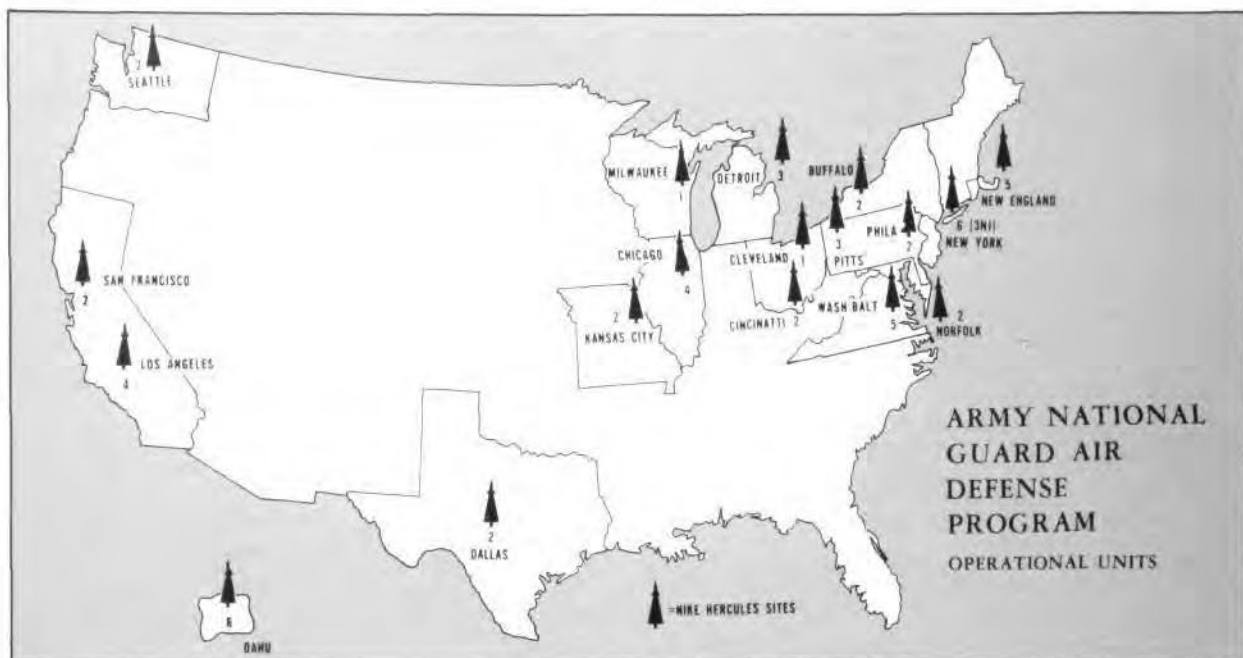 2
SEATTLE
MILWAUKEE
1
DETROIT
3
BUFFALO
2
5
NEW ENGLAND
6 (3NJ)
NEW YORK
PHILA
2
3
PITTS
CLEVELAND
1
CHICAGO
4
SAN FRANCISCO
2
2
KANSAS CITY
CINCINATTI 2
WASH BALT
5
2
NORFOLK
LOS ANGELES
4
ARMY NATIONAL
GUARD AIR
DEFENSE
PROGRAM
OPERATIONAL UNITS
2
DALLAS
=NIKE HERCULES SITES
OAHU